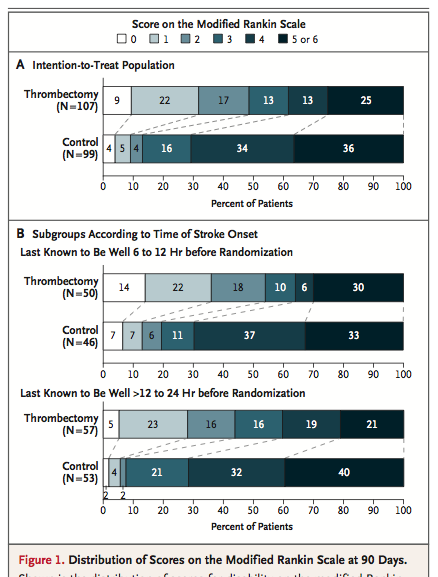 Score on the Modified Rankin Scale
0 1 2 3 4 5 or 6
A Intention-to-Treat Population
Thrombectomy
(N=107)
9 22 17 13 13 25
Control
(N=99)
4 5 4 16 34 36
0 10 20 30 40 50 60 70 80 90 100
Percent of Patients
B Subgroups According to Time of Stroke Onset
Last Known to Be Well 6 to 12 Hr before Randomization
Thrombectomy
(N=50)
14 22 18 10 6 30
Control
(N=46)
7 7 6 11 37 33
0 10 20 30 40 50 60 70 80 90 100
Last Known to Be Well >12 to 24 Hr before Randomization
Thrombectomy
(N=57)
5 23 16 16 19 21
Control
(N=53)
4 21 32 40
2 2
0 10 20 30 40 50 60 70 80 90 100
Percent of Patients
Figure 1. Distribution of Scores on the Modified Rankin Scale at 90 Days.